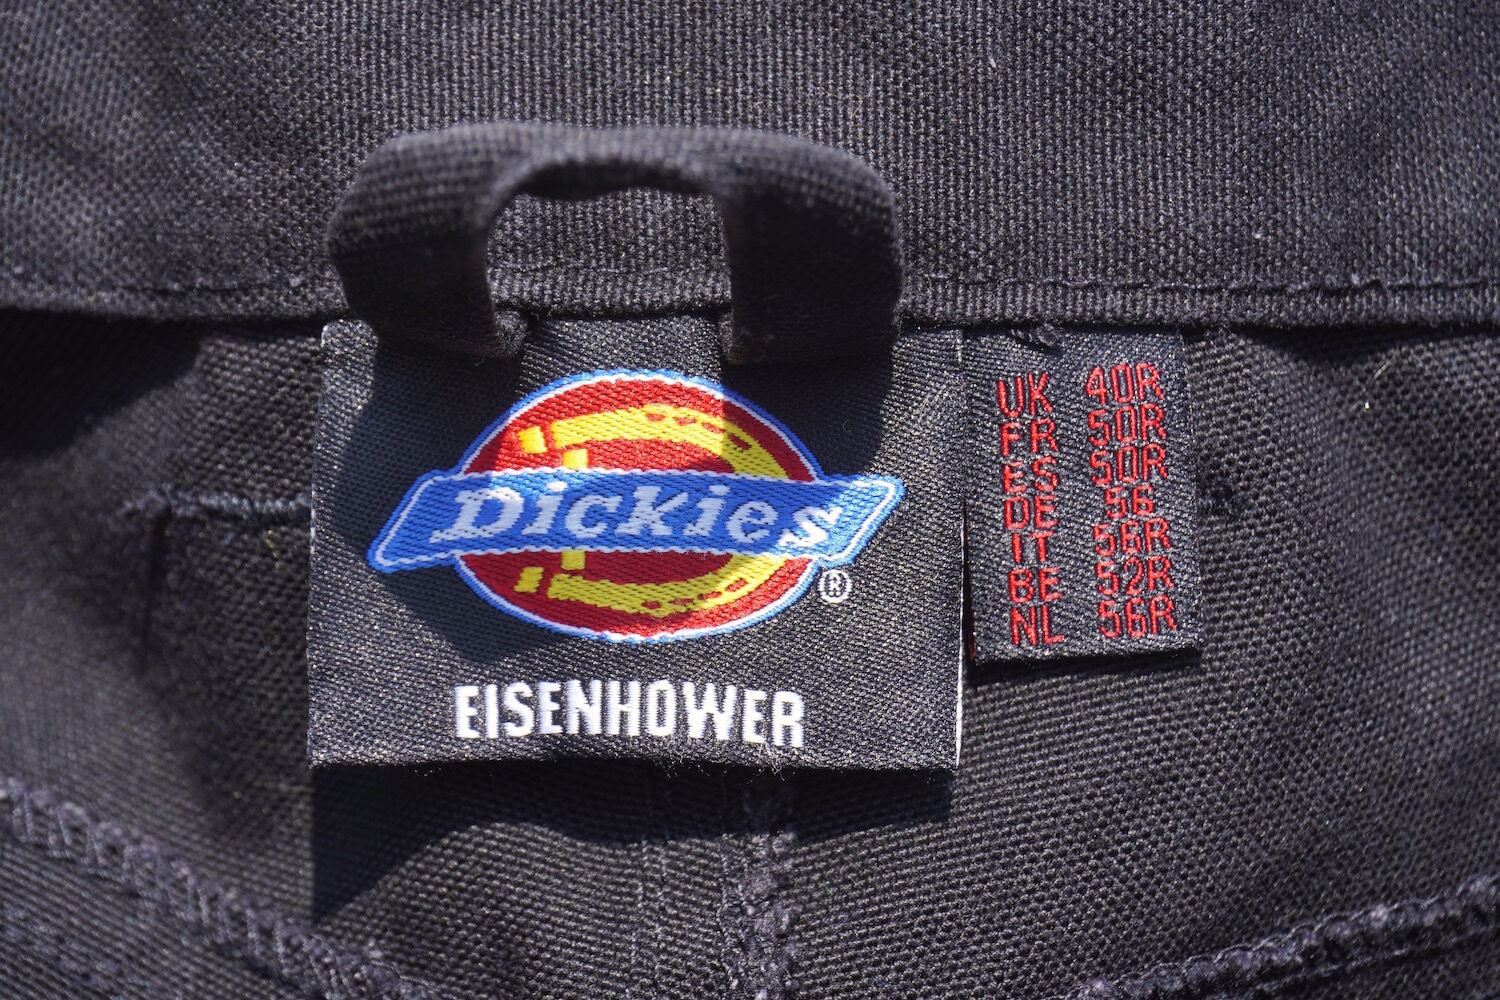 Dickies
®
EISENHOWER
UK 40R
FR 50R
ES 50R
DE 56
IT 56R
BE 52R
NL 56R